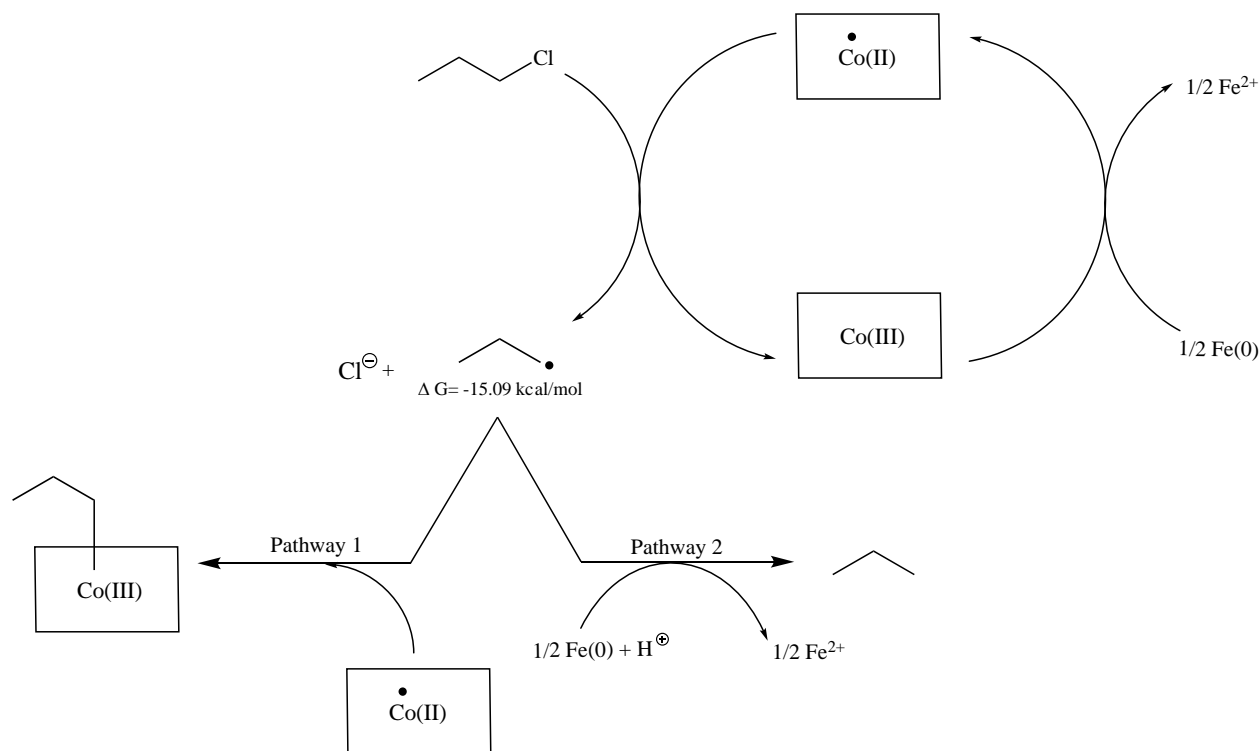 Cl
Co(II)
1/2 Fe²⁺
Co(III)
1/2 Fe(0)
Cl⊖ +
Δ G= -15.09 kcal/mol
Pathway 1
Pathway 2
Co(III)
1/2 Fe(0) + H⊕
1/2 Fe²⁺
Co(II)